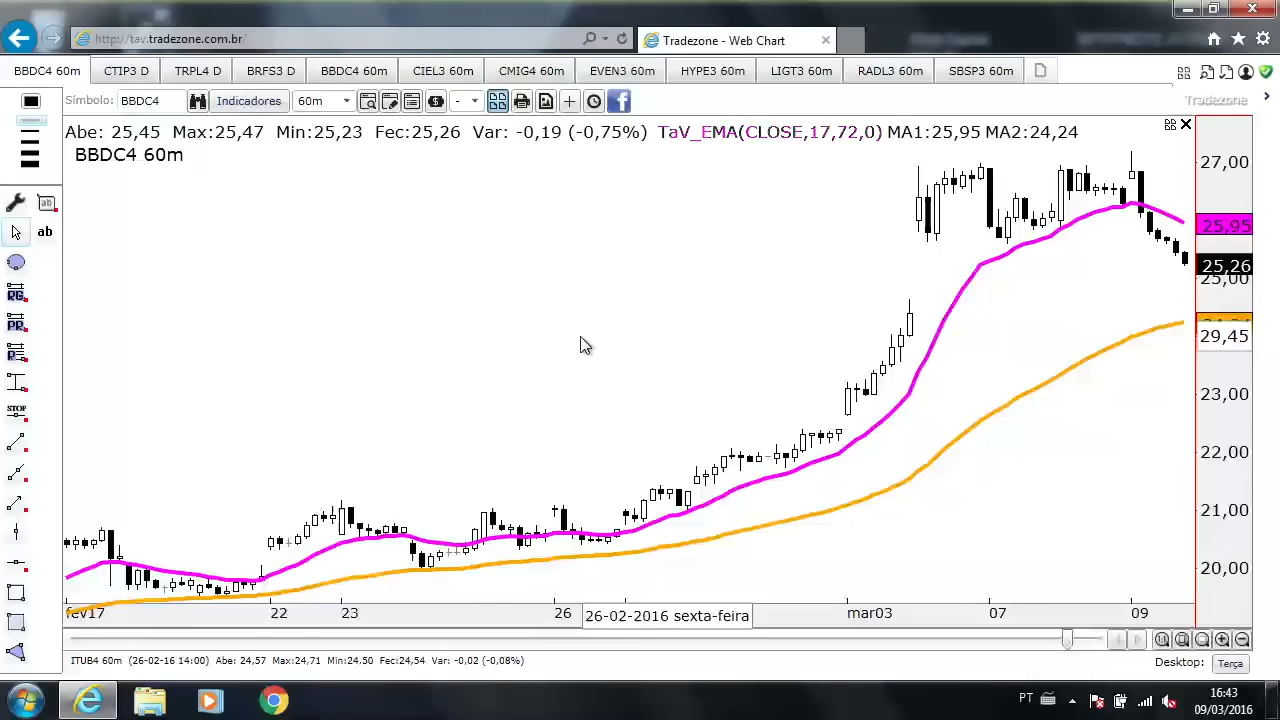 http://tav.tradezone.com.br/
Tradezone - Web Chart
BBDC4 60m CTIP3 D TRPL4 D BRFS3 D BBDC4 60m CIEL3 60m CMIG4 60m EVEN3 60m HYPE3 60m LIGT3 60m RADL3 60m SBSP3 60m
Símbolo: BBDC4 Indicadores 60m - Tradezone
Abe: 25,45 Max:25,47 Min:25,23 Fec:25,26 Var: -0,19 (-0,75%) TaV_EMA(CLOSE,17,72,0) MA1:25,95 MA2:24,24
BBDC4 60m
27,00
25,95
25,26
25,00
29,45
23,00
22,00
21,00
20,00
ab
ab
RG
PR
STOP
fev17 22 23 26 mar03 07 09
26-02-2016 sexta-feira
ITUB4 60m (26-02-16 14:00) Abe: 24,57 Max:24,71 Min:24,50 Fec:24,54 Var: -0,02 (-0,08%)
Desktop: Terça
PT
16:43
09/03/2016